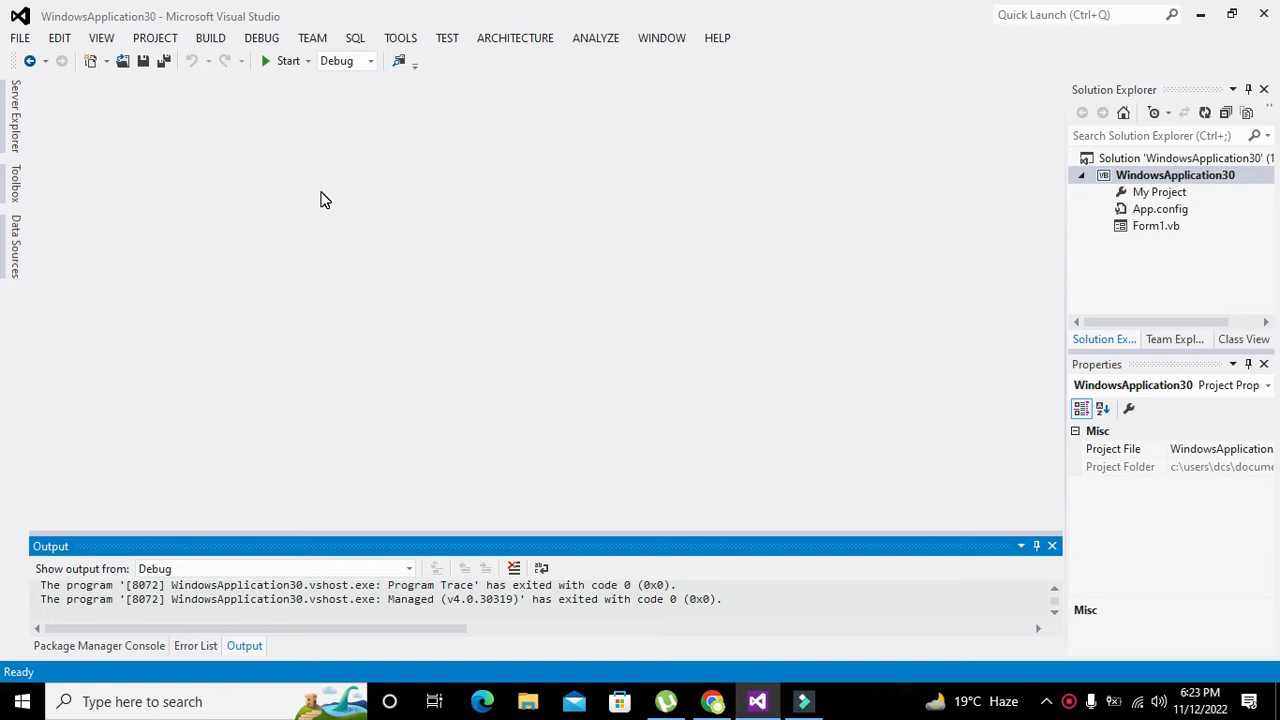 WindowsApplication30 - Microsoft Visual Studio
Quick Launch (Ctrl+Q)
FILE EDIT VIEW PROJECT BUILD DEBUG TEAM SQL TOOLS TEST ARCHITECTURE ANALYZE WINDOW HELP
Start Debug
Server Explorer
Toolbox
Data Sources
Solution Explorer
Search Solution Explorer (Ctrl+;)
Solution 'WindowsApplication30' (1
VB WindowsApplication30
My Project
App.config
Form1.vb
Solution Ex... Team Expl... Class View
Properties
WindowsApplication30 Project Prop
Misc
Project File WindowsApplication
Project Folder c:\users\dcs\docume
Misc
Output
Show output from: Debug
The program '[8072] WindowsApplication30.vshost.exe: Program Trace' has exited with code 0 (0x0).
The program '[8072] WindowsApplication30.vshost.exe: Managed (v4.0.30319)' has exited with code 0 (0x0).
Package Manager Console Error List Output
Ready
Type here to search
19°C Haze
6:23 PM
11/12/2022